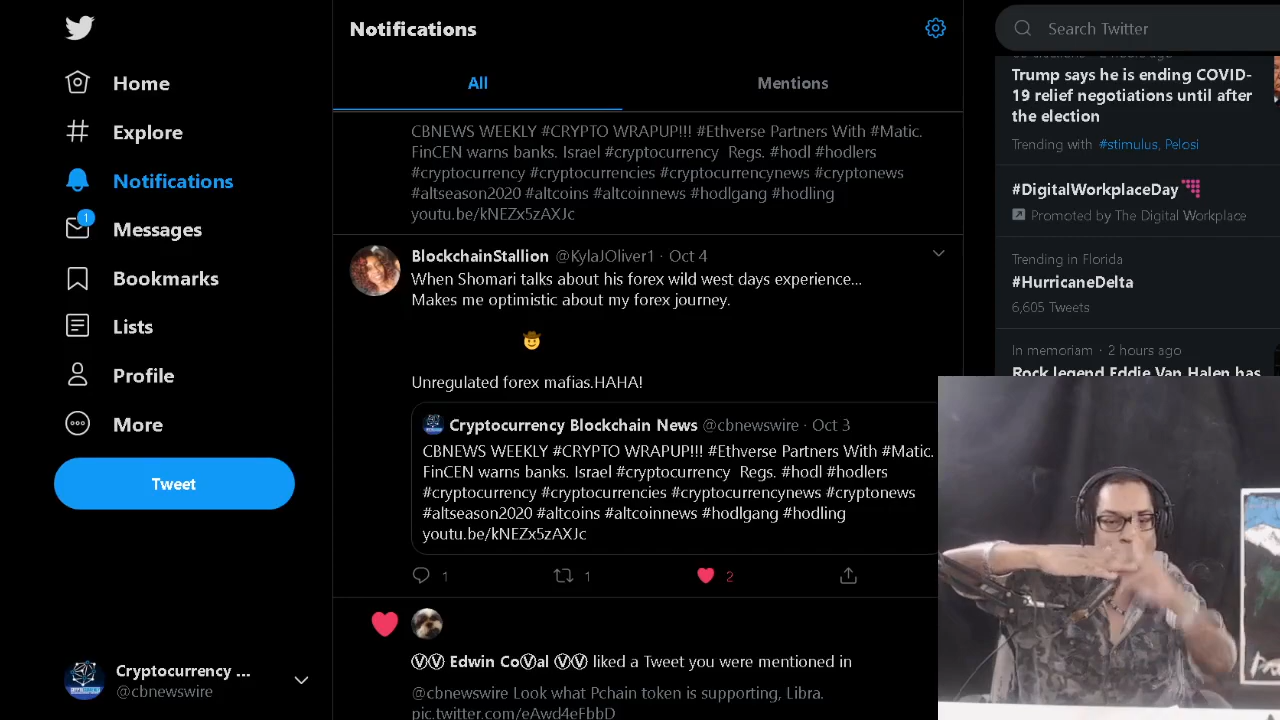 Home
Explore
Notifications
1
Messages
Bookmarks
Lists
Profile
More
Tweet
Cryptocurrency ...
@cbnewswire
Notifications
All
Mentions
CBNEWS WEEKLY #CRYPTO WRAPUP!!! #Ethverse Partners With #Matic.
FinCEN warns banks. Israel #cryptocurrency Regs. #hodl #hodlers
#cryptocurrency #cryptocurrencies #cryptocurrencynews #cryptonews
#altseason2020 #altcoins #altcoinnews #hodlgang #hodling
youtu.be/kNEZx5zAXJc
BlockchainStallion @KylaJOliver1 · Oct 4
When Shomari talks about his forex wild west days experience...
Makes me optimistic about my forex journey.
🤠
Unregulated forex mafias.HAHA!
Cryptocurrency Blockchain News @cbnewswire · Oct 3
CBNEWS WEEKLY #CRYPTO WRAPUP!!! #Ethverse Partners With #Matic.
FinCEN warns banks. Israel #cryptocurrency Regs. #hodl #hodlers
#cryptocurrency #cryptocurrencies #cryptocurrencynews #cryptonews
#altseason2020 #altcoins #altcoinnews #hodlgang #hodling
youtu.be/kNEZx5zAXJc
1 1 2
ⓋⓋ Edwin CoⓋal ⓋⓋ liked a Tweet you were mentioned in
@cbnewswire Look what Pchain token is supporting, Libra.
pic.twitter.com/eAwd4eFbbD
Search Twitter
Trump says he is ending COVID-
19 relief negotiations until after
the election
Trending with #stimulus, Pelosi
#DigitalWorkplaceDay
Promoted by The Digital Workplace
Trending in Florida
#HurricaneDelta
6,605 Tweets
In memoriam · 2 hours ago
Rock legend Eddie Van Halen has